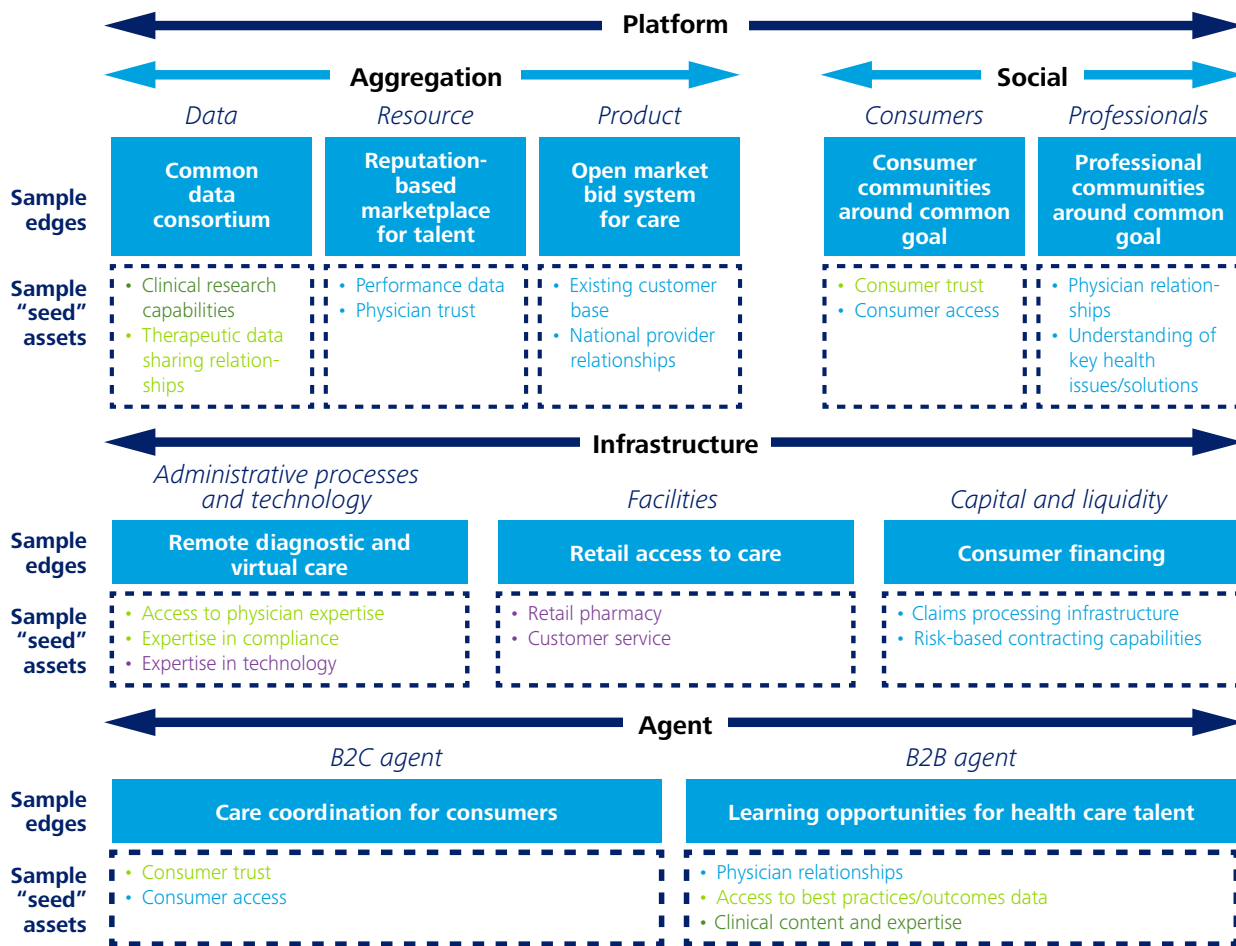 Platform
Aggregation
Social
Data
Resource
Product
Consumers
Professionals
Sample
edges
Common
data
consortium
Reputation-
based
marketplace
for talent
Open market
bid system
for care
Consumer
communities
around common
goal
Professional
communities
around common
goal
Sample
“seed”
assets
• Clinical research
capabilities
• Therapeutic data
sharing relation-
ships
• Performance data
• Physician trust
• Existing customer
base
• National provider
relationships
• Consumer trust
• Consumer access
• Physician relation-
ships
• Understanding of
key health
issues/solutions
Infrastructure
Administrative processes
and technology
Facilities
Capital and liquidity
Sample
edges
Remote diagnostic and
virtual care
Retail access to care
Consumer financing
Sample
“seed”
assets
• Access to physician expertise
• Expertise in compliance
• Expertise in technology
• Retail pharmacy
• Customer service
• Claims processing infrastructure
• Risk-based contracting capabilities
Agent
B2C agent
B2B agent
Sample
edges
Care coordination for consumers
Learning opportunities for health care talent
Sample
“seed”
assets
• Consumer trust
• Consumer access
• Physician relationships
• Access to best practices/outcomes data
• Clinical content and expertise